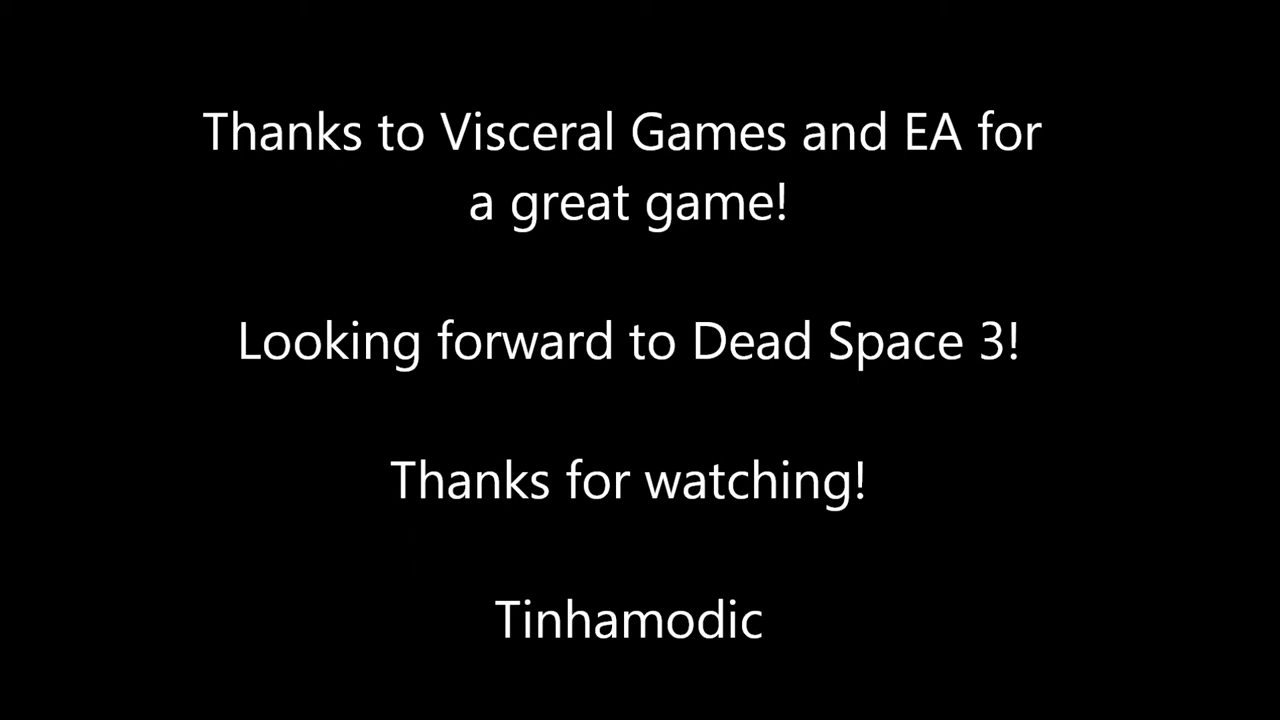 Thanks to Visceral Games and EA for
a great game!
Looking forward to Dead Space 3!
Thanks for watching!
Tinhamodic